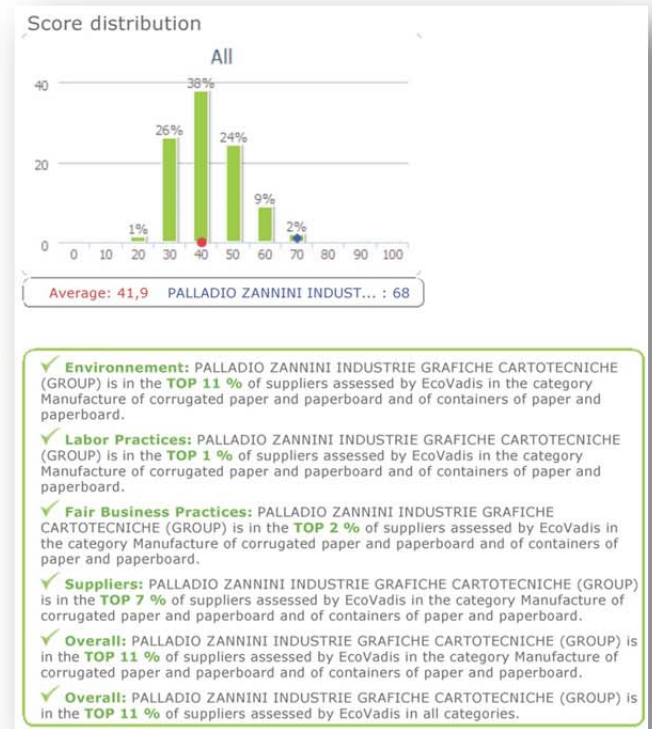 Score distribution
All
40
38%
26%
24%
20
9%
1%
2%
0
0 10 20 30 40 50 60 70 80 90 100
Average: 41,9 PALLADIO ZANNINI INDUST... : 68
Environnement: PALLADIO ZANNINI INDUSTRIE GRAFICHE CARTOTECNICHE
(GROUP) is in the TOP 11 % of suppliers assessed by EcoVadis in the category
Manufacture of corrugated paper and paperboard and of containers of paper and
paperboard.
Labor Practices: PALLADIO ZANNINI INDUSTRIE GRAFICHE CARTOTECNICHE
(GROUP) is in the TOP 1 % of suppliers assessed by EcoVadis in the category
Manufacture of corrugated paper and paperboard and of containers of paper and
paperboard.
Fair Business Practices: PALLADIO ZANNINI INDUSTRIE GRAFICHE
CARTOTECNICHE (GROUP) is in the TOP 2 % of suppliers assessed by EcoVadis in
the category Manufacture of corrugated paper and paperboard and of containers of
paper and paperboard.
Suppliers: PALLADIO ZANNINI INDUSTRIE GRAFICHE CARTOTECNICHE (GROUP)
is in the TOP 7 % of suppliers assessed by EcoVadis in the category Manufacture of
corrugated paper and paperboard and of containers of paper and paperboard.
Overall: PALLADIO ZANNINI INDUSTRIE GRAFICHE CARTOTECNICHE (GROUP) is
in the TOP 11 % of suppliers assessed by EcoVadis in the category Manufacture of
corrugated paper and paperboard and of containers of paper and paperboard.
Overall: PALLADIO ZANNINI INDUSTRIE GRAFICHE CARTOTECNICHE (GROUP) is
in the TOP 11 % of suppliers assessed by EcoVadis in all categories.